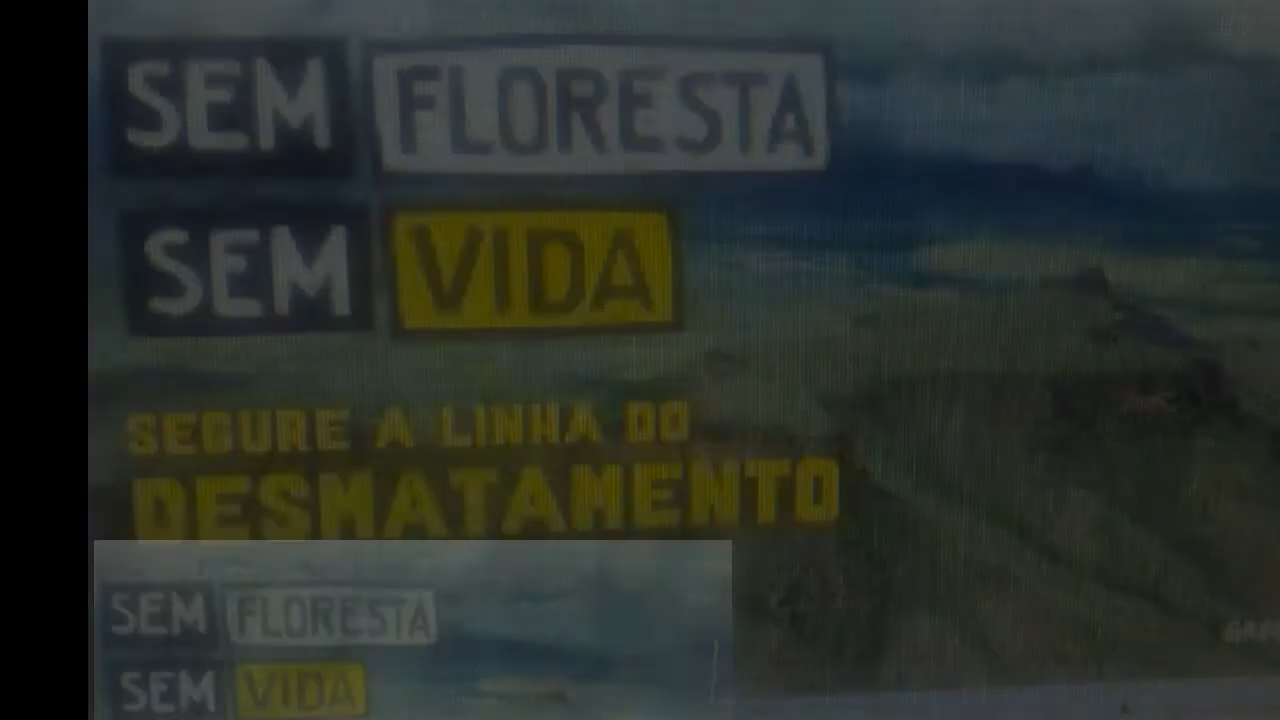 SEM FLORESTA
SEM VIDA
SEGURE A LINHA DO
DESMATAMENTO
SEM FLORESTA
SEM VIDA